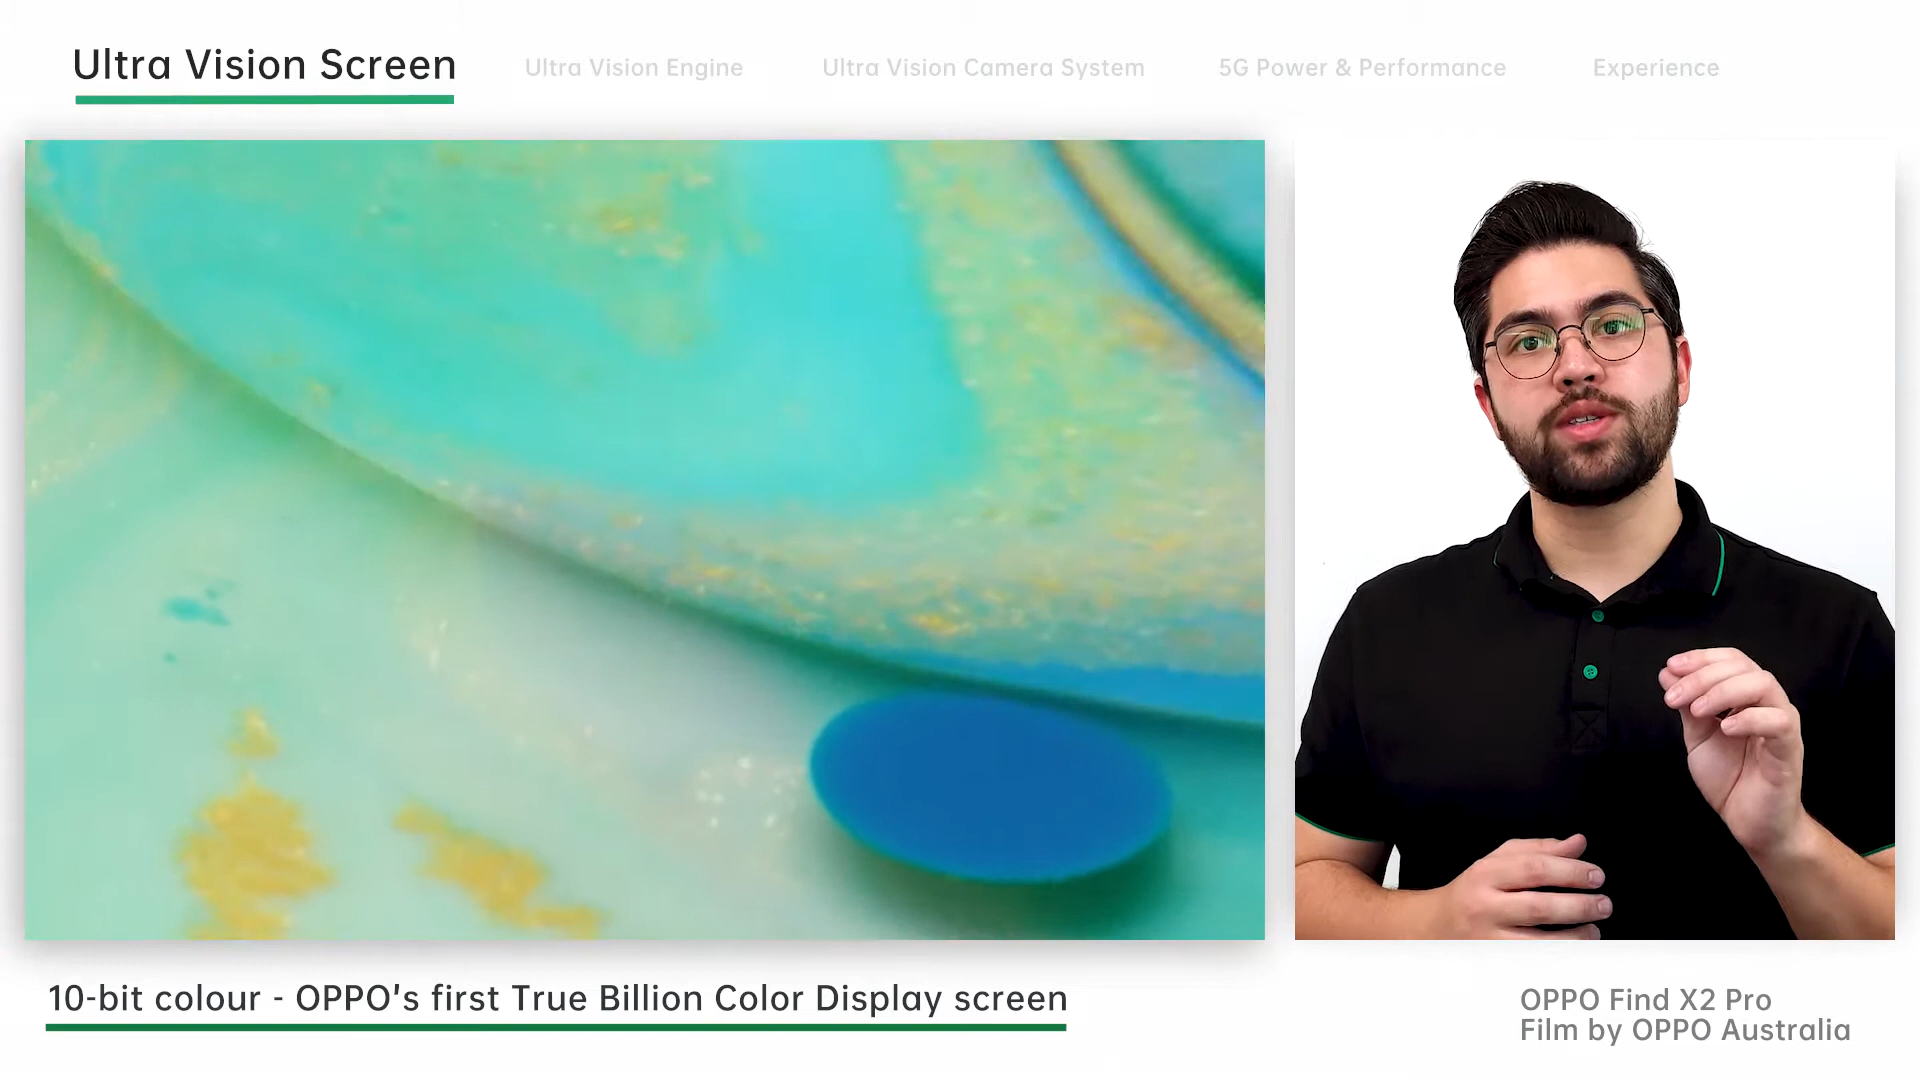 Ultra Vision Screen
Ultra Vision Engine
Ultra Vision Camera System
5G Power & Performance
Experience
10-bit colour - OPPO's first True Billion Color Display screen
OPPO Find X2 Pro
Film by OPPO Australia